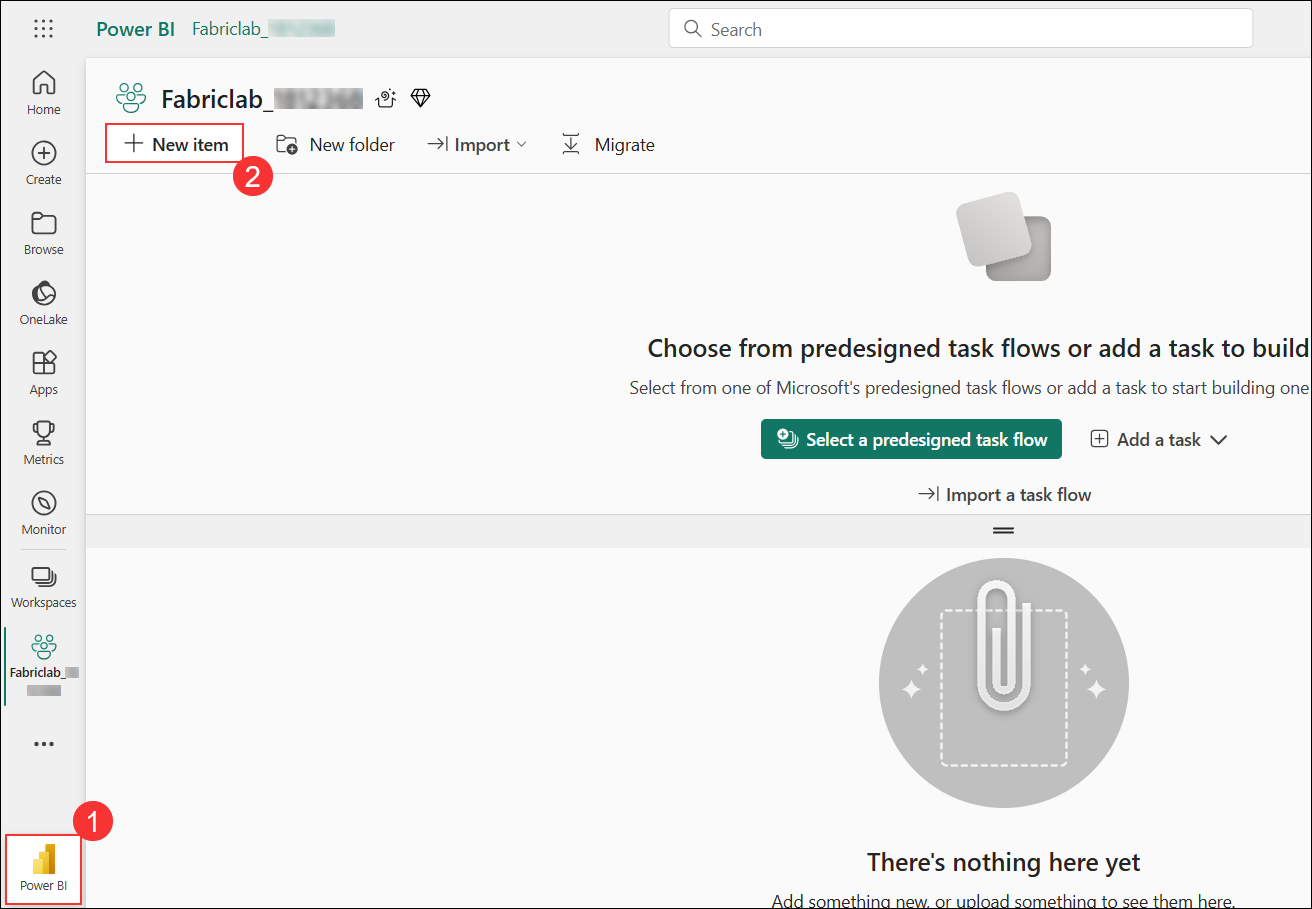 Power BI Fabriclab_
Search
Home
Create
Browse
OneLake
Apps
Metrics
Monitor
Workspaces
Fabriclab_
1
Power BI
Fabriclab_
New item
New folder
Import
Migrate
2
Choose from predesigned task flows or add a task to build
Select from one of Microsoft's predesigned task flows or add a task to start building one
Select a predesigned task flow
Add a task
Import a task flow
There's nothing here yet
Add something new, or upload something to see them here.